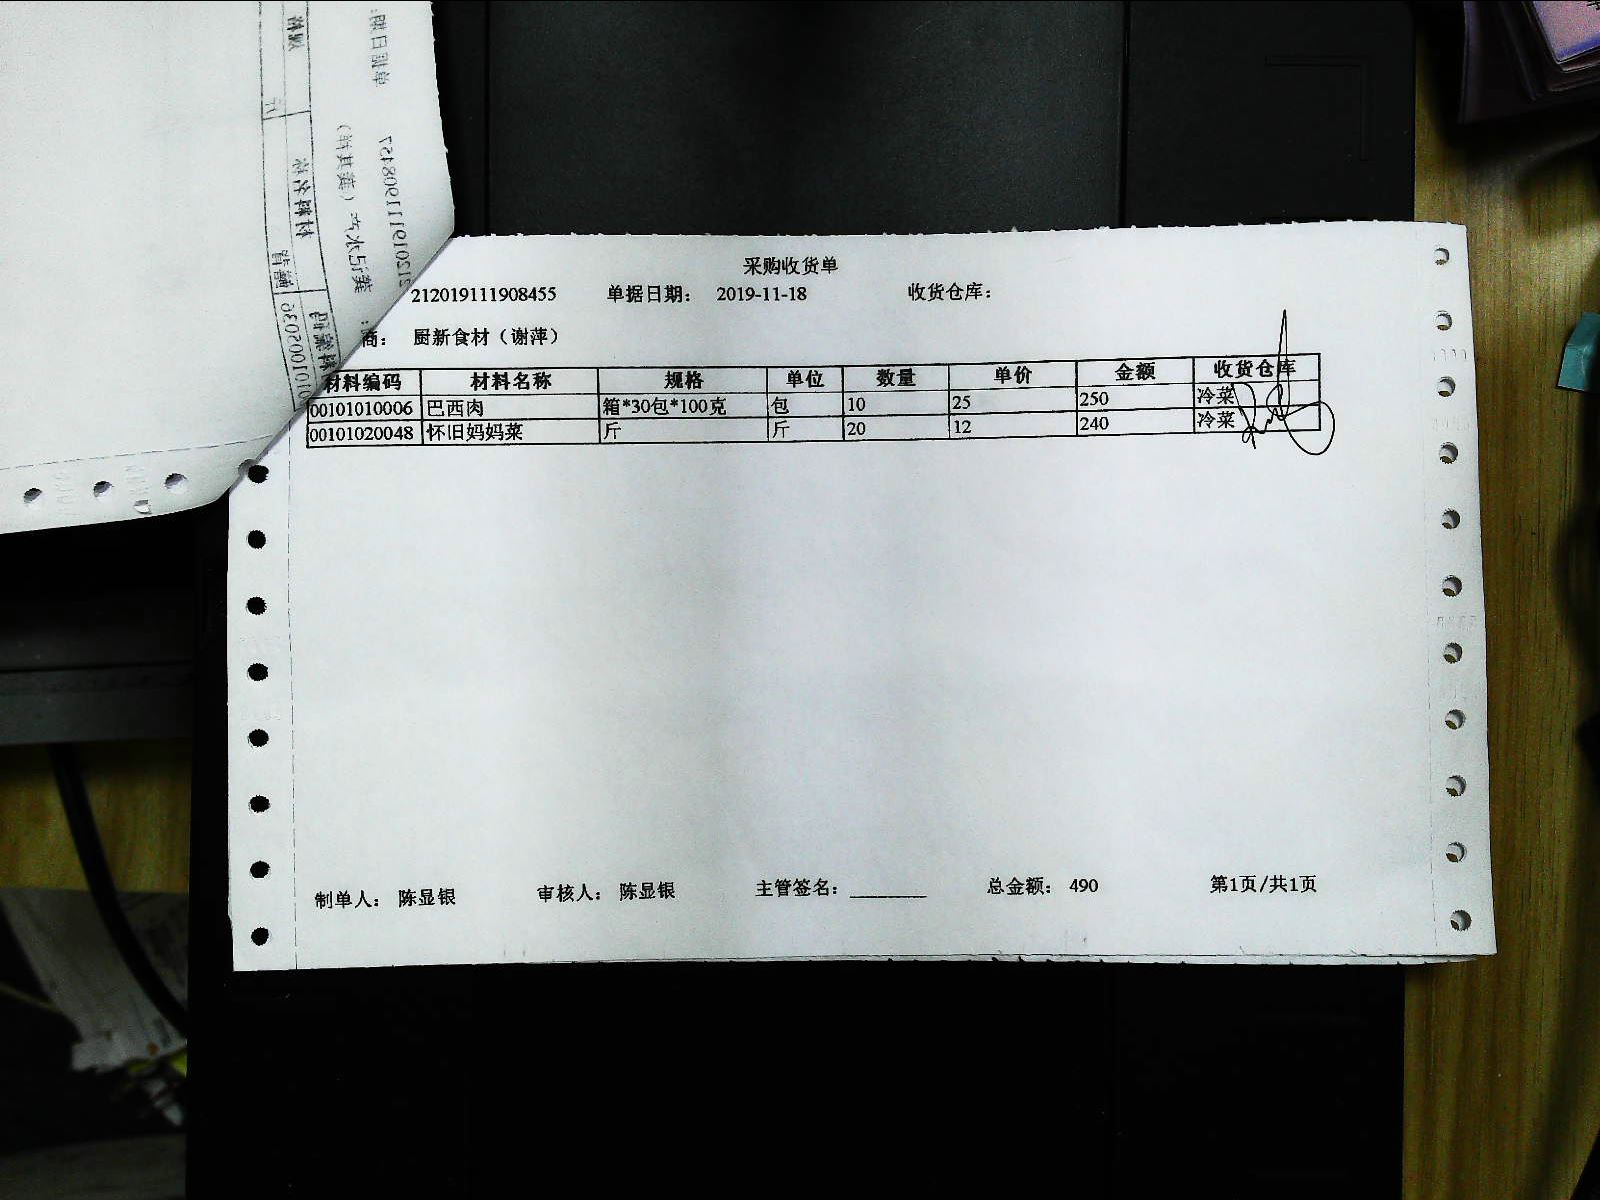 采购收货单
212019111908455 单据日期： 2019-11-18 收货仓库：
商： 厨新食材（谢萍）
材料编码 材料名称 规格 单位 数量 单价 金额 收货仓库
00101010006 巴西肉 箱*30包*100克 包 10 25 250 冷菜
00101020048 怀旧妈妈菜 斤 斤 20 12 240 冷菜
制单人： 陈显银 审核人： 陈显银 主管签名： 总金额： 490 第1页/共1页